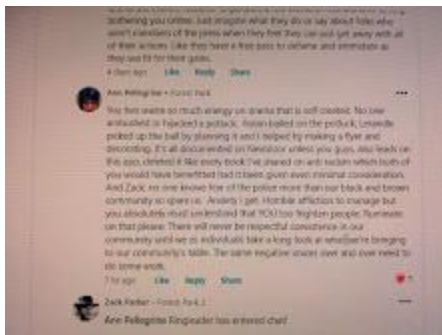 bothering you online. Just imagine what they do or say about folks who
aren't members of the press when they feel they can just get away with all
of their actions. Like they have a free pass to defame and intimidate as
they see fit for their gains.
4 days ago Like Reply Share
Ann Pellegrino • Forest Park
You two waste so much energy on drama that is self created. No one
ambushed or hijacked a potluck. bailed on the potluck,
picked up the ball by planning it and I helped by making a flyer and
decorating. It's all documented on Nextdoor unless you guys, also leads on
this app, deleted it like every book I've shared on anti racism which both of
you would have benefitted had it been given even minimal consideration.
And Zack, no one knows fear of the police more than our black and brown
community so spare us. Anxiety I get. Horrible affliction to manage but
you absolutely must understand that YOU too frighten people. Ruminate
on that please. There will never be respectful coexistence in our
community until we as individuals take a long look at what we're bringing
to our community's table. The same negative voices over and over need to
do some work.
7 hr ago Like Reply Share
Zack • Forest Park
Ann Pellegrino Ringleader has entered chat!